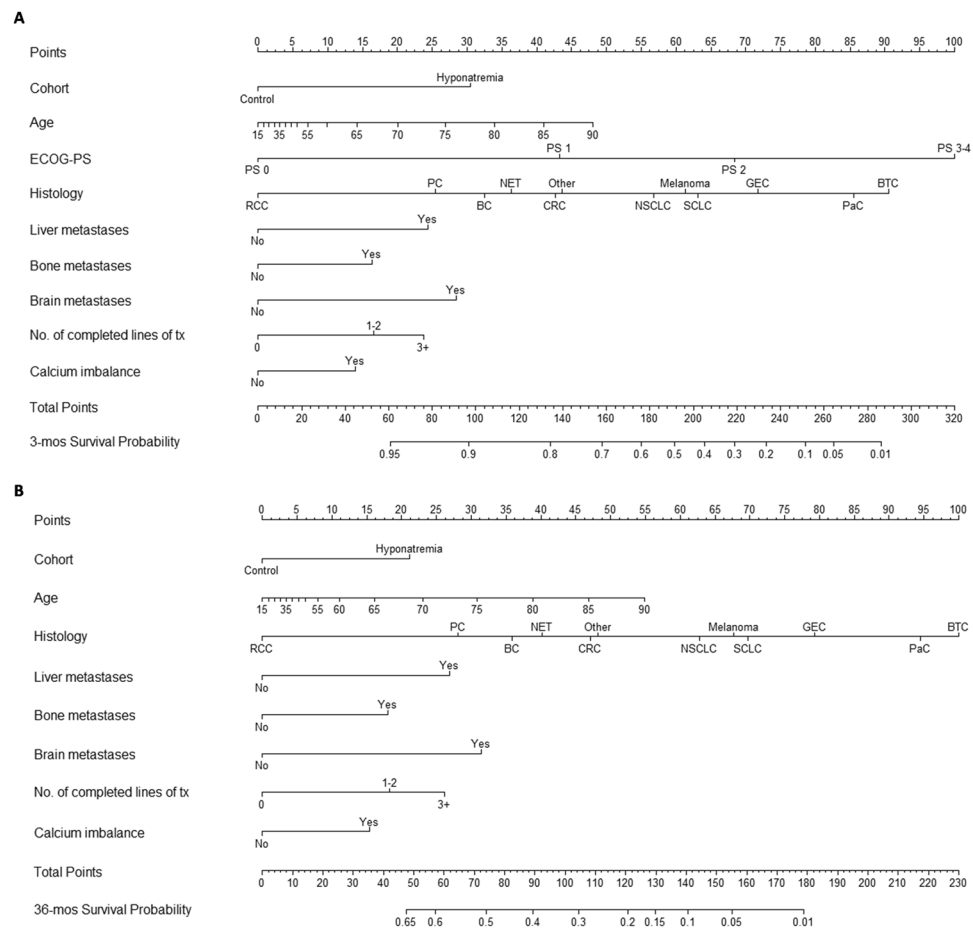 A
Points
0 5 10 15 20 25 30 35 40 45 50 55 60 65 70 75 80 85 90 95 100
Hyponatremia
Cohort
Control
Age
15 35 55 65 70 75 80 85 90
PS 1 PS 3-4
ECOG-PS
PS 0 PS 2
PC NET Other Melanoma GEC BTC
Histology
RCC BC CRC NSCLC SCLC PaC
Yes
Liver metastases
No
Yes
Bone metastases
No
Yes
Brain metastases
No
1-2
No. of completed lines of tx
0 3+
Yes
Calcium imbalance
No
Total Points
0 20 40 60 80 100 120 140 160 180 200 220 240 260 280 300 320
3-mos Survival Probability
0.95 0.9 0.8 0.7 0.6 0.5 0.4 0.3 0.2 0.1 0.05 0.01
B
Points
0 5 10 15 20 25 30 35 40 45 50 55 60 65 70 75 80 85 90 95 100
Hyponatremia
Cohort
Control
Age
15 35 55 60 65 70 75 80 85 90
PC NET Other Melanoma GEC BTC
Histology
RCC BC CRC NSCLC SCLC PaC
Yes
Liver metastases
No
Yes
Bone metastases
No
Yes
Brain metastases
No
1-2
No. of completed lines of tx
0 3+
Yes
Calcium imbalance
No
Total Points
0 10 20 30 40 50 60 70 80 90 100 110 120 130 140 150 160 170 180 190 200 210 220 230
36-mos Survival Probability
0.65 0.6 0.5 0.4 0.3 0.2 0.15 0.1 0.05 0.01